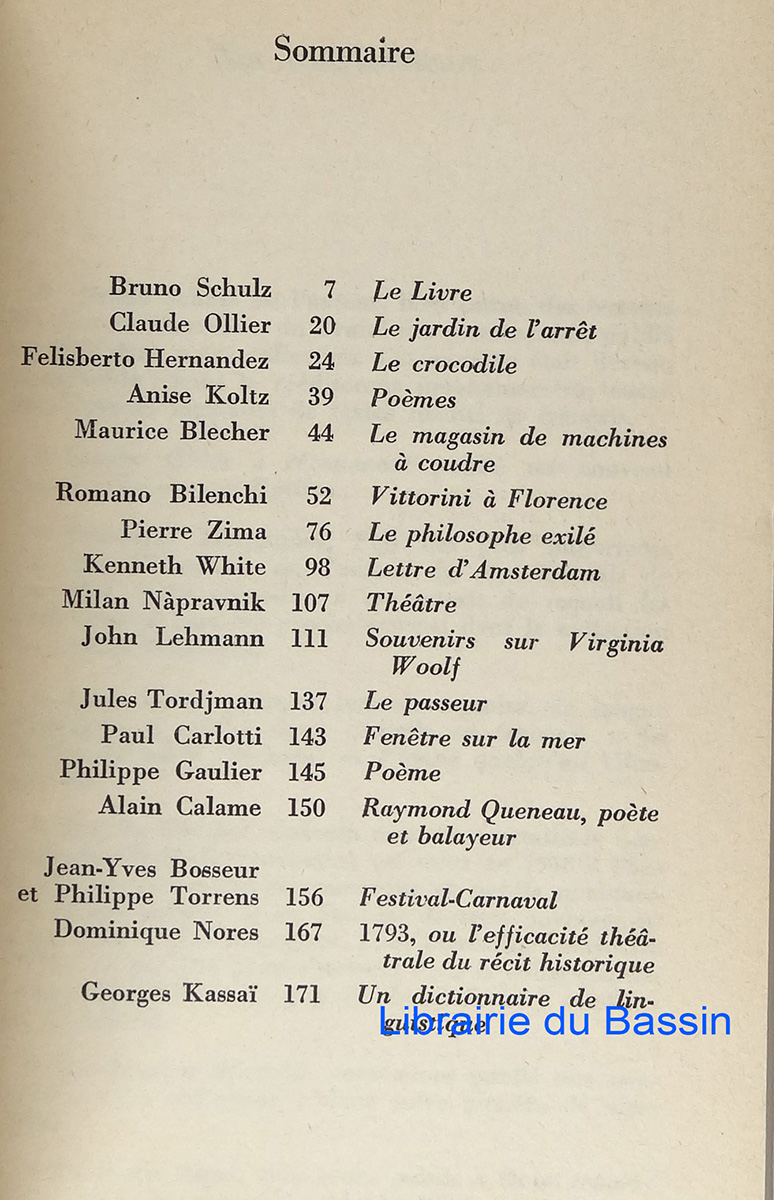 Sommaire
Bruno Schulz 7 Le Livre
Claude Ollier 20 Le jardin de l'arrêt
Felisberto Hernandez 24 Le crocodile
Anise Koltz 39 Poèmes
Maurice Blecher 44 Le magasin de machines
à coudre
Romano Bilenchi 52 Vittorini à Florence
Pierre Zima 76 Le philosophe exilé
Kenneth White 98 Lettre d'Amsterdam
Milan Nàpravnik 107 Théâtre
John Lehmann 111 Souvenirs sur Virginia
Woolf
Jules Tordjman 137 Le passeur
Paul Carlotti 143 Fenêtre sur la mer
Philippe Gaulier 145 Poème
Alain Calame 150 Raymond Queneau, poète
et balayeur
Jean-Yves Bosseur
et Philippe Torrens 156 Festival-Carnaval
Dominique Nores 167 1793, ou l'efficacité théâ-
trale du récit historique
Georges Kassaï 171 Un dictionnaire de lin-
guistique
Librairie du Bassin